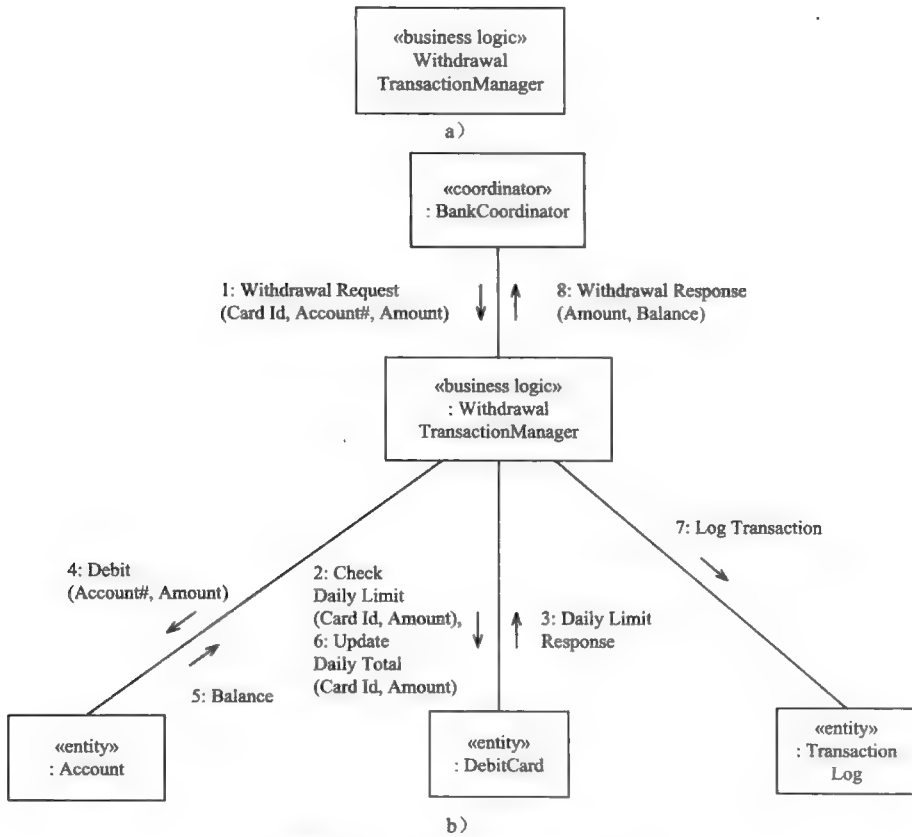 «business logic»
Withdrawal
TransactionManager
a）
«coordinator»
: BankCoordinator
1: Withdrawal Request
(Card Id, Account#, Amount)
8: Withdrawal Response
(Amount, Balance)
«business logic»
: Withdrawal
TransactionManager
7: Log Transaction
4: Debit
(Account#, Amount)
2: Check
Daily Limit
(Card Id, Amount),
6: Update
Daily Total
(Card Id, Amount)
3: Daily Limit
Response
5: Balance
«entity»
: Account
«entity»
: DebitCard
«entity»
: Transaction
Log
b）